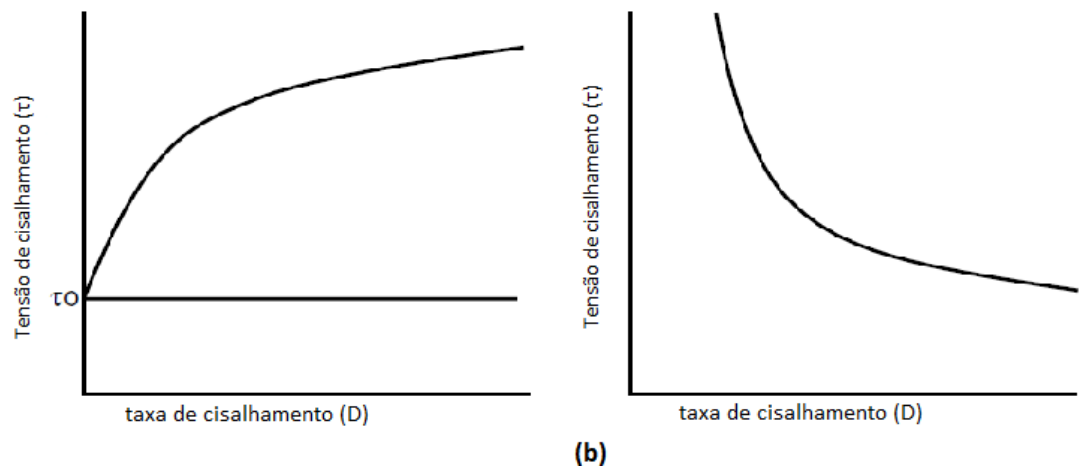 Tensão de cisalhamento (τ)
τo
taxa de cisalhamento (D)
Tensão de cisalhamento (τ)
taxa de cisalhamento (D)
(b)